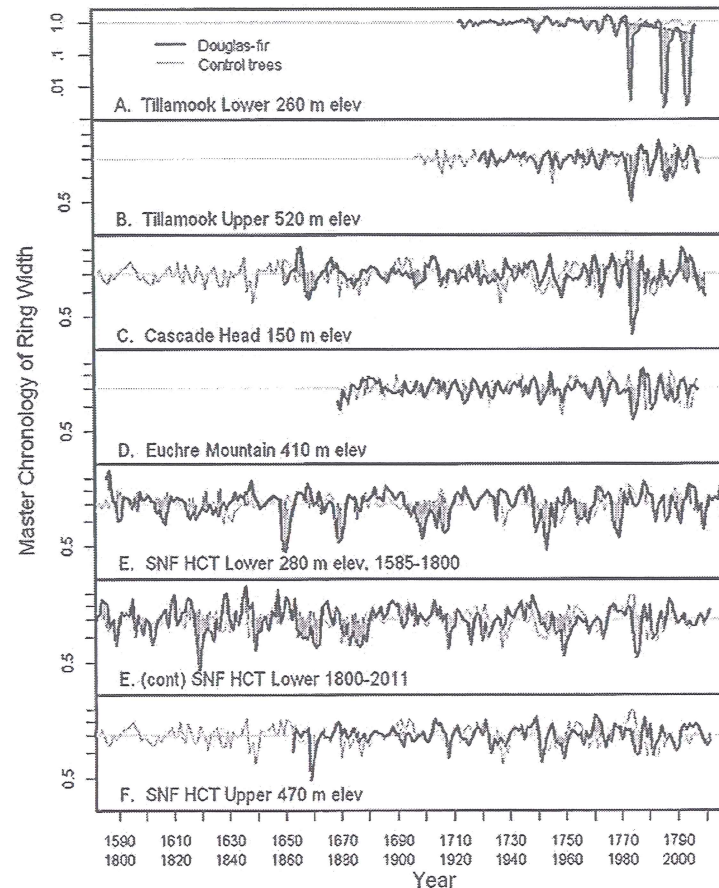 Master Chronology of Ring Width
1.0
.1
.01
Douglas-fir
Control trees
A. Tillamook Lower 260 m elev
0.5
B. Tillamook Upper 520 m elev
0.5
C. Cascade Head 150 m elev
0.5
D. Euchre Mountain 410 m elev
0.5
E. SNF HCT Lower 280 m elev, 1585-1800
0.5
E. (cont) SNF HCT Lower 1800-2011
0.5
F. SNF HCT Upper 470 m elev
1590 1610 1630 1650 1670 1690 1710 1730 1750 1770 1790
1800 1820 1840 1860 1880 1900 1920 1940 1960 1980 2000
Year